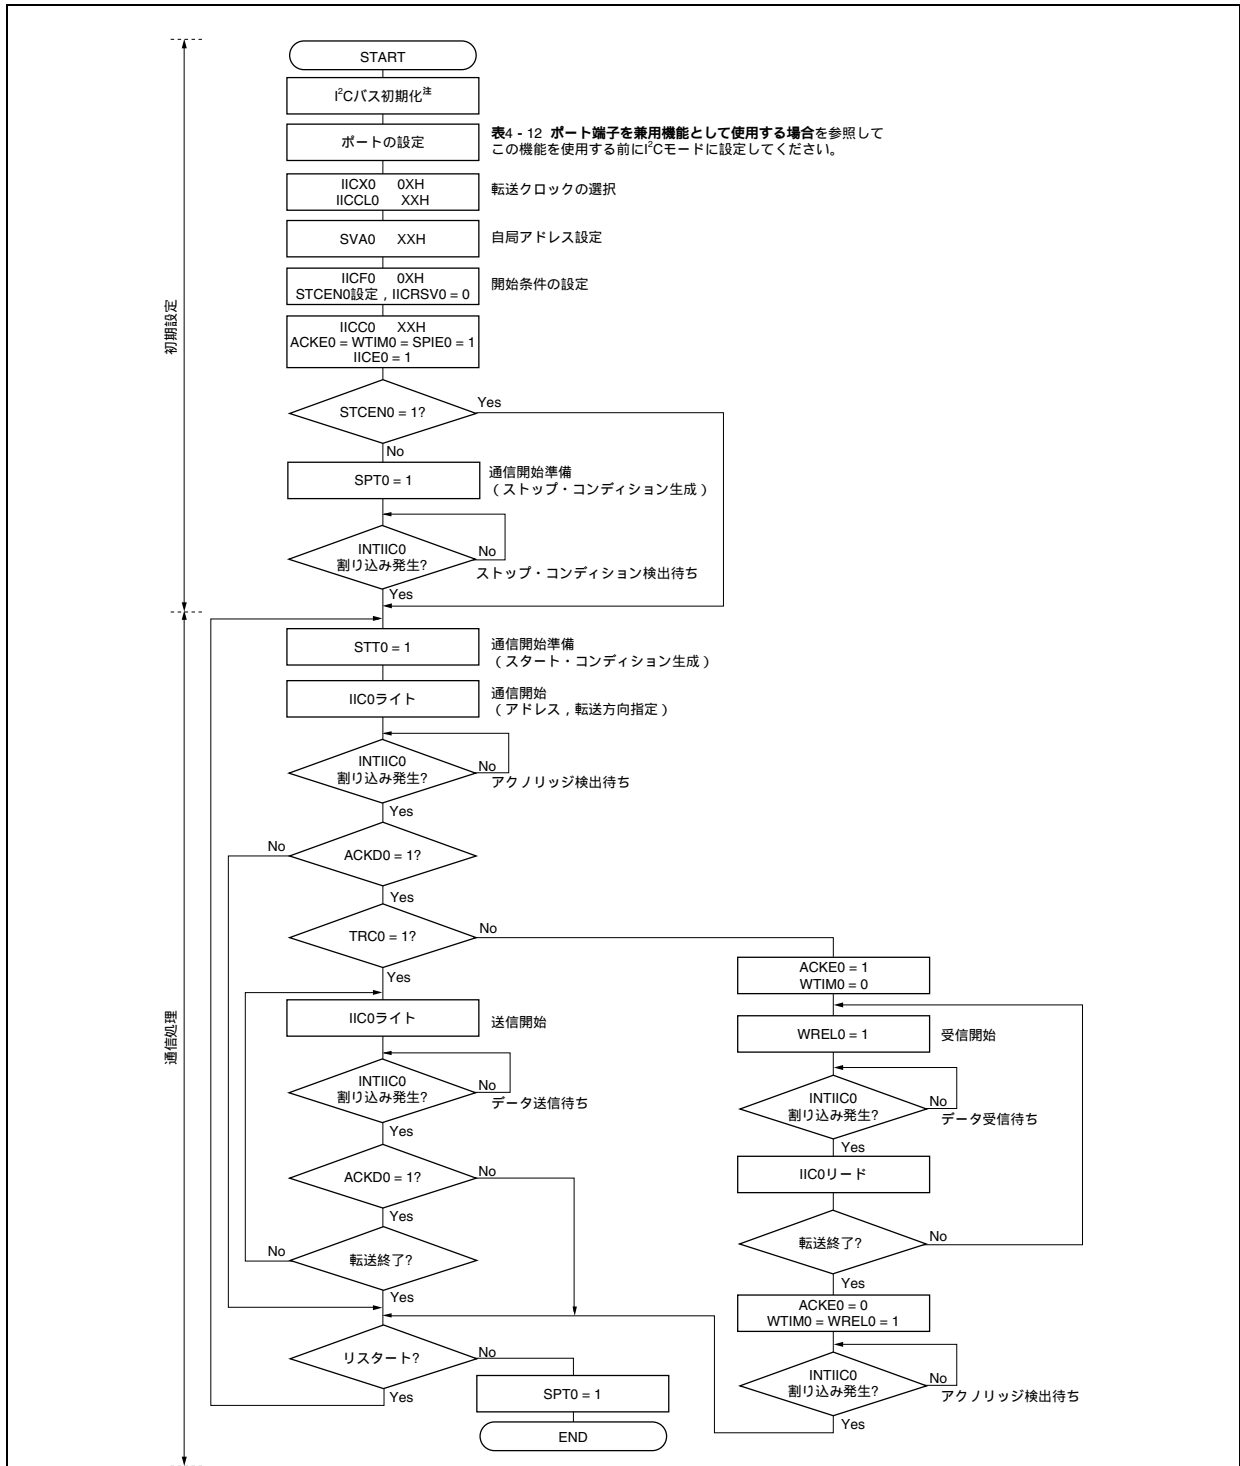 START
I²Cバス初期化注
ポートの設定
表4 - 12 ポート端子を兼用機能として使用する場合を参照して
この機能を使用する前にI²Cモードに設定してください。
IICX0 0XH
IICCL0 XXH
転送クロックの選択
SVA0 XXH
自局アドレス設定
IICF0 0XH
STCEN0設定，IICRSV0 = 0
開始条件の設定
初期設定
IICC0 XXH
ACKE0 = WTIM0 = SPIE0 = 1
IICE0 = 1
STCEN0 = 1?
Yes
No
SPT0 = 1
通信開始準備
（ストップ・コンディション生成）
INTIIC0
割り込み発生?
No
ストップ・コンディション検出待ち
Yes
STT0 = 1
通信開始準備
（スタート・コンディション生成）
IIC0ライト
通信開始
（アドレス，転送方向指定）
INTIIC0
割り込み発生?
No
アクノリッジ検出待ち
Yes
No
ACKD0 = 1?
Yes
TRC0 = 1?
No
Yes
通信処理
IIC0ライト
送信開始
INTIIC0
割り込み発生?
No
データ送信待ち
Yes
ACKD0 = 1?
No
Yes
No
転送終了?
Yes
ACKE0 = 1
WTIM0 = 0
WREL0 = 1
受信開始
INTIIC0
割り込み発生?
No
データ受信待ち
Yes
IIC0リード
転送終了?
No
Yes
ACKE0 = 0
WTIM0 = WREL0 = 1
INTIIC0
割り込み発生?
No
アクノリッジ検出待ち
Yes
リスタート?
No
Yes
SPT0 = 1
END